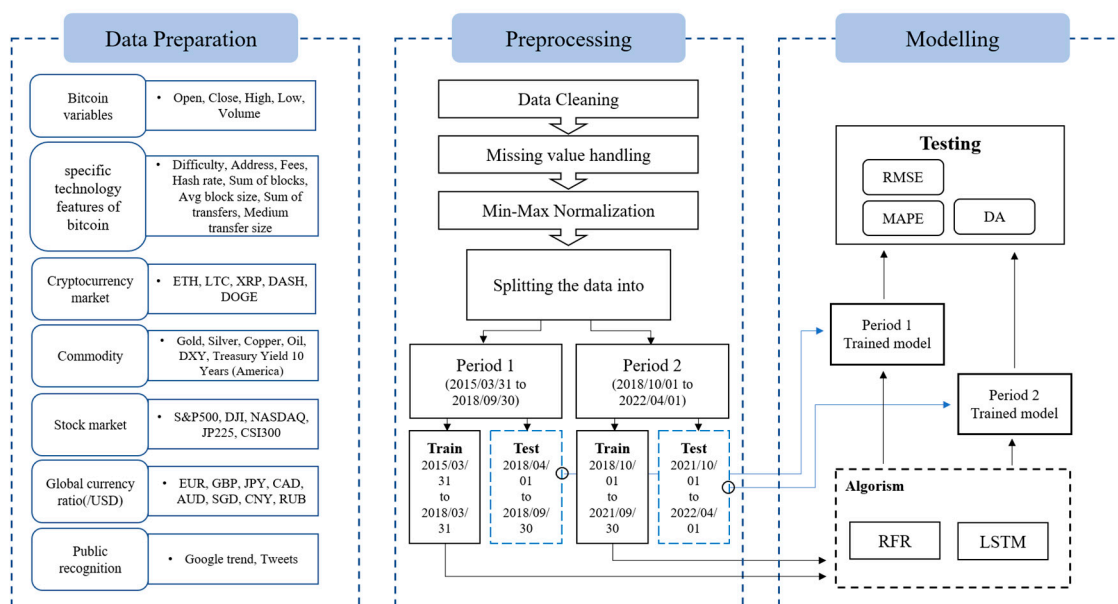 Data Preparation
Bitcoin
variables
• Open, Close, High, Low,
Volume
specific
technology
features of
bitcoin
• Difficulty, Address, Fees,
Hash rate, Sum of blocks,
Avg block size, Sum of
transfers, Medium
transfer size
Cryptocurrency
market
• ETH, LTC, XRP, DASH,
DOGE
Commodity
• Gold, Silver, Copper, Oil,
DXY, Treasury Yield 10
Years (America)
Stock market
• S&P500, DJI, NASDAQ,
JP225, CSI300
Global currency
ratio(/USD)
• EUR, GBP, JPY, CAD,
AUD, SGD, CNY, RUB
Public
recognition
• Google trend, Tweets
Preprocessing
Data Cleaning
Missing value handling
Min-Max Normalization
Splitting the data into
Period 1
(2015/03/31 to
2018/09/30)
Period 2
(2018/10/01 to
2022/04/01)
Train
2015/03/
31
to
2018/03/
31
Test
2018/04/
01
to
2018/09/
30
Train
2018/10/
01
to
2021/09/
30
Test
2021/10/
01
to
2022/04/
01
Modelling
Testing
RMSE
MAPE
DA
Period 1
Trained model
Period 2
Trained model
Algorism
RFR
LSTM